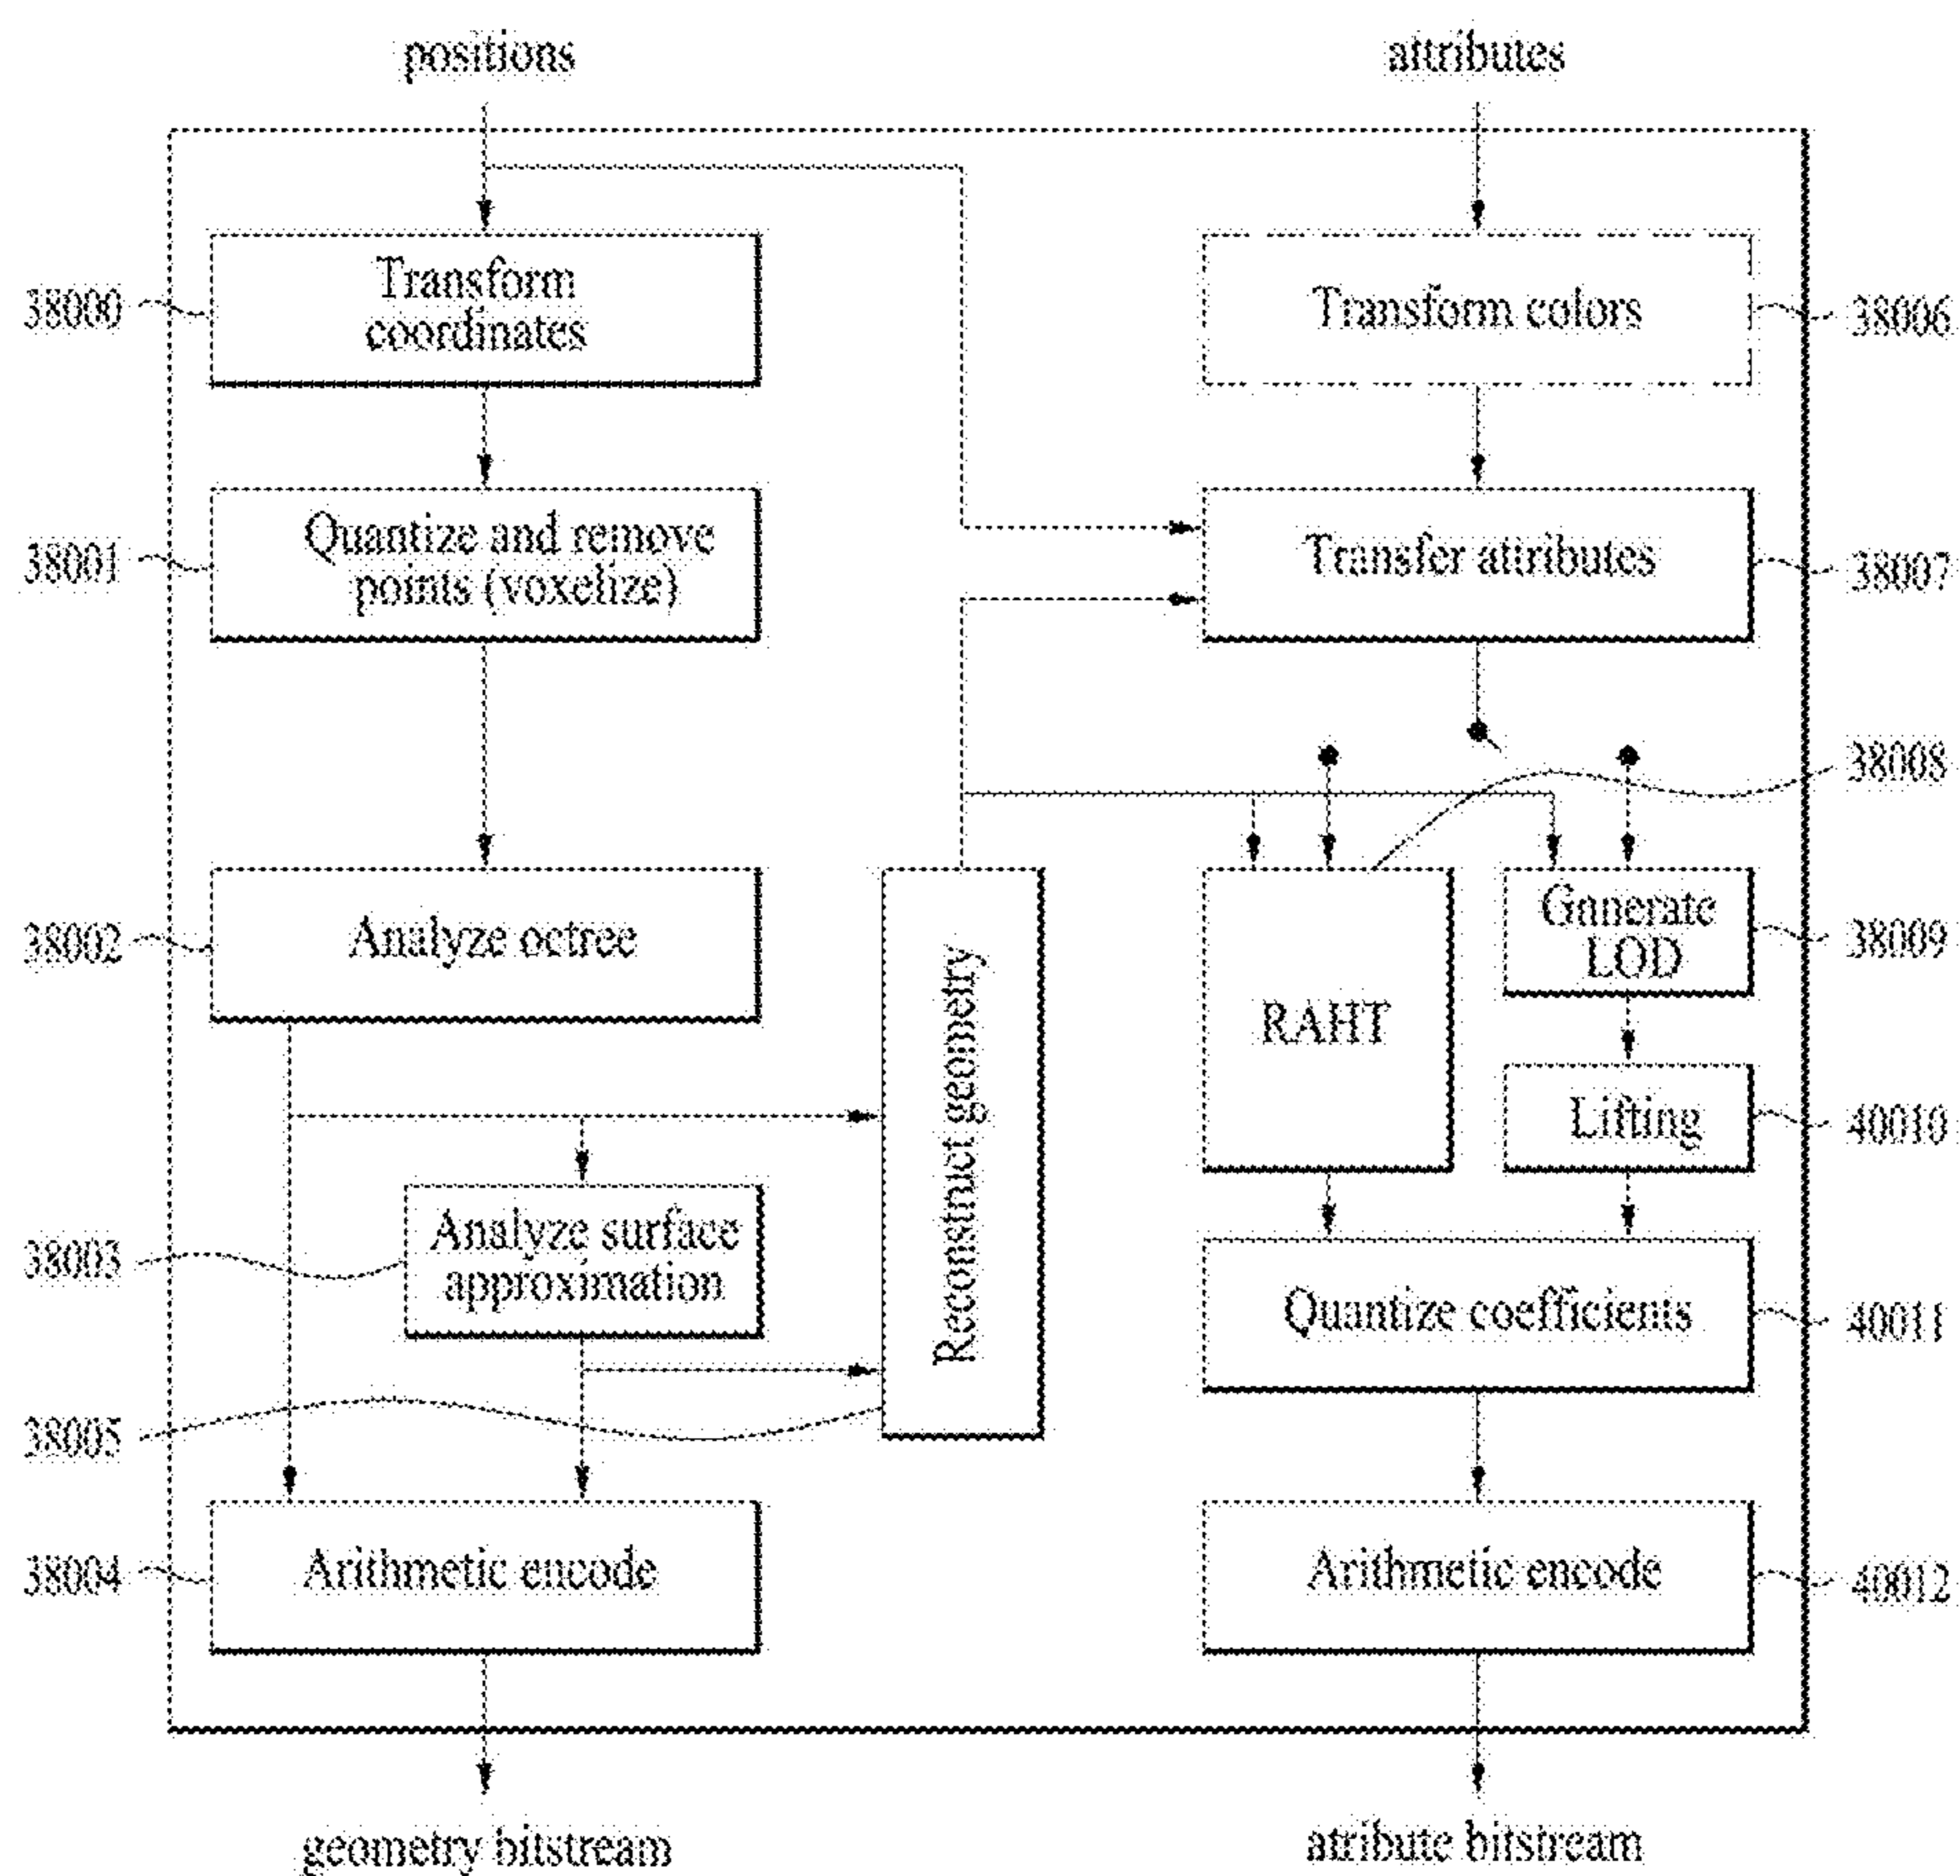 positions
attributes
Transform
coordinates
38000
Transform colors
38006
Quantize and remove
points (voxelize)
38001
Transfer attributes
38007
38008
Analyze octree
38002
Reconstruct geometry
RAHT
Gnnerate
LOD
38009
Lifting
40010
Analyze surface
approximation
38003
Quantize coefficients
40011
38005
Arithmetic encode
38004
Arithmetic encode
40012
geometry bitstream
atribute bitstream